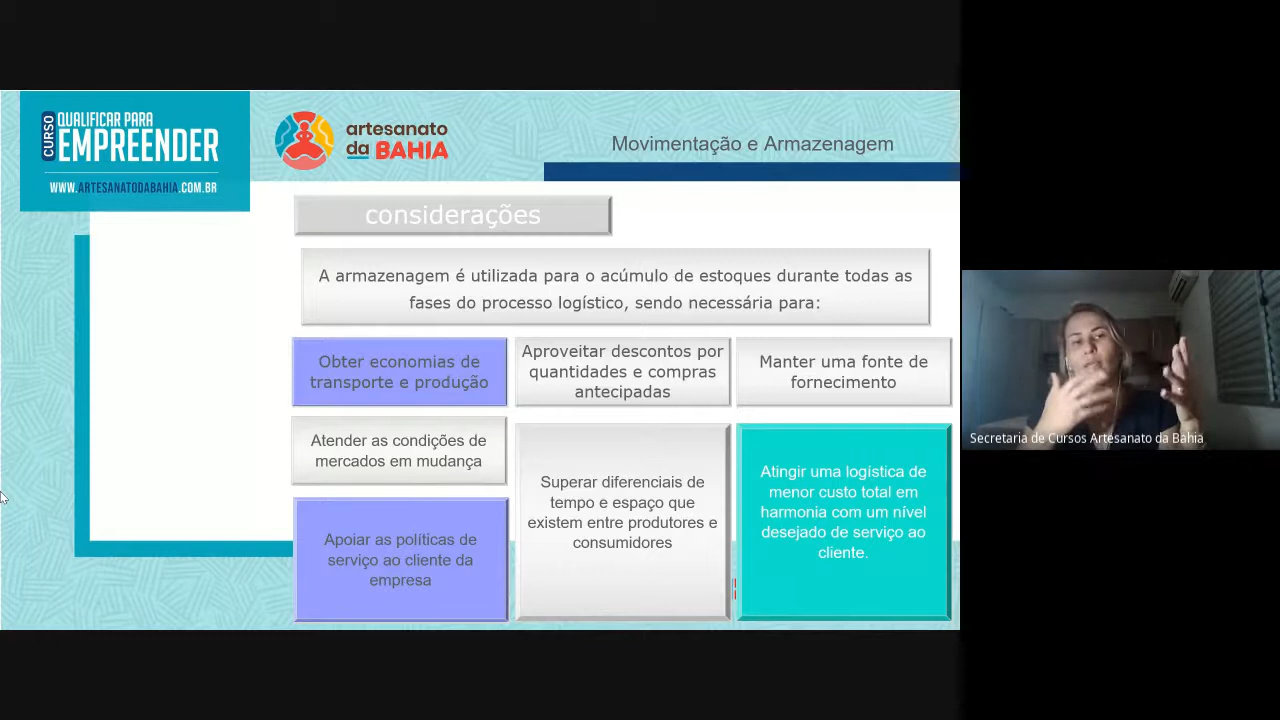 CURSO
QUALIFICAR PARA
EMPREENDER
WWW.ARTESANATODABAHIA.COM.BR
artesanato
da BAHIA
Movimentação e Armazenagem
considerações
A armazenagem é utilizada para o acúmulo de estoques durante todas as
fases do processo logístico, sendo necessária para:
Obter economias de
transporte e produção
Aproveitar descontos por
quantidades e compras
antecipadas
Manter uma fonte de
fornecimento
Atender as condições de
mercados em mudança
Apoiar as políticas de
serviço ao cliente da
empresa
Superar diferenciais de
tempo e espaço que
existem entre produtores e
consumidores
Atingir uma logística de
menor custo total em
harmonia com um nível
desejado de serviço ao
cliente.
Secretaria de Cursos Artesanato da Bahia